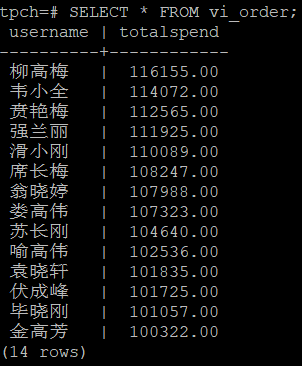 tpch=# SELECT * FROM vi_order;
username | totalspend
----------+------------
柳高梅 | 116155.00
韦小全 | 114072.00
贲艳梅 | 112565.00
强兰丽 | 111925.00
滑小刚 | 110089.00
席长梅 | 108247.00
翁晓婷 | 107988.00
娄高伟 | 107323.00
苏长刚 | 104640.00
喻高伟 | 102536.00
袁晓轩 | 101835.00
伏成峰 | 101725.00
毕晓刚 | 101057.00
金高芳 | 100322.00
(14 rows)